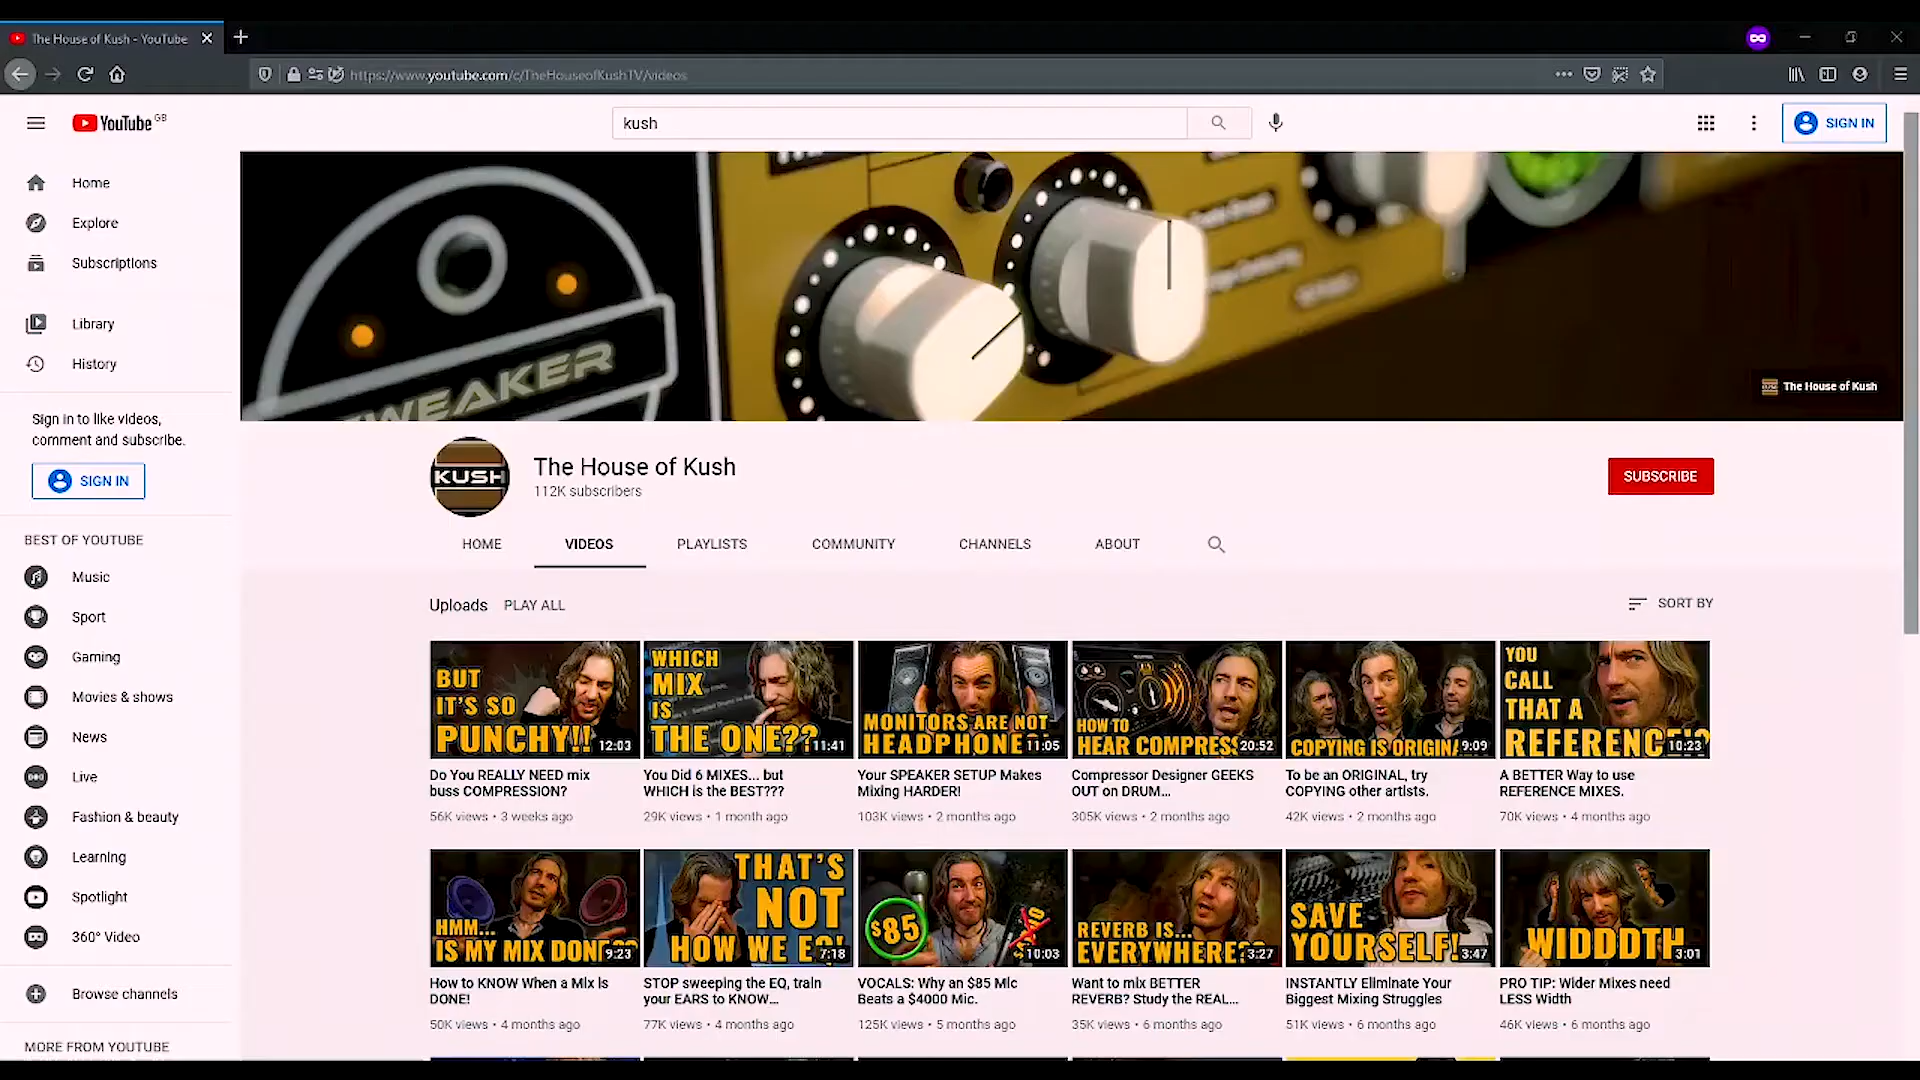 The House of Kush - YouTube
https://www.youtube.com/c/TheHouseofKushTV/videos
YouTube GB
kush
SIGN IN
Home
Explore
Subscriptions
Library
History
Sign in to like videos,
comment and subscribe.
SIGN IN
BEST OF YOUTUBE
Music
Sport
Gaming
Movies & shows
News
Live
Fashion & beauty
Learning
Spotlight
360° Video
Browse channels
MORE FROM YOUTUBE
TWEAKER
The House of Kush
KUSH
The House of Kush
112K subscribers
SUBSCRIBE
HOME VIDEOS PLAYLISTS COMMUNITY CHANNELS ABOUT
Uploads PLAY ALL
SORT BY
BUT
IT'S SO
PUNCHY!! 12:03
Do You REALLY NEED mix
buss COMPRESSION?
56K views • 3 weeks ago
WHICH
MIX
IS
THE ONE?? 11:41
You Did 6 MIXES... but
WHICH is the BEST???
29K views • 1 month ago
MONITORS ARE NOT
HEADPHONE 11:05
Your SPEAKER SETUP Makes
Mixing HARDER!
103K views • 2 months ago
HOW TO
HEAR COMPRESS 20:52
Compressor Designer GEEKS
OUT on DRUM...
305K views • 2 months ago
COPYING IS ORIGINA 9:09
To be an ORIGINAL, try
COPYING other artists.
42K views • 2 months ago
YOU
CALL
THAT A
REFERENC 10:23
A BETTER Way to use
REFERENCE MIXES.
70K views • 4 months ago
HMM...
IS MY MIX DONE 9:23
How to KNOW When a Mix is
DONE!
50K views • 4 months ago
THAT'S
NOT
HOW WE EQ! 7:18
STOP sweeping the EQ, train
your EARS to KNOW...
77K views • 4 months ago
$85
10:03
VOCALS: Why an $85 Mic
Beats a $4000 Mic.
125K views • 5 months ago
REVERB IS...
EVERYWHERE? 3:27
Want to mix BETTER
REVERB? Study the REAL...
35K views • 6 months ago
SAVE
YOURSELF! 3:47
INSTANTLY Eliminate Your
Biggest Mixing Struggles
51K views • 6 months ago
WIDDDTH 3:01
PRO TIP: Wider Mixes need
LESS Width
46K views • 6 months ago